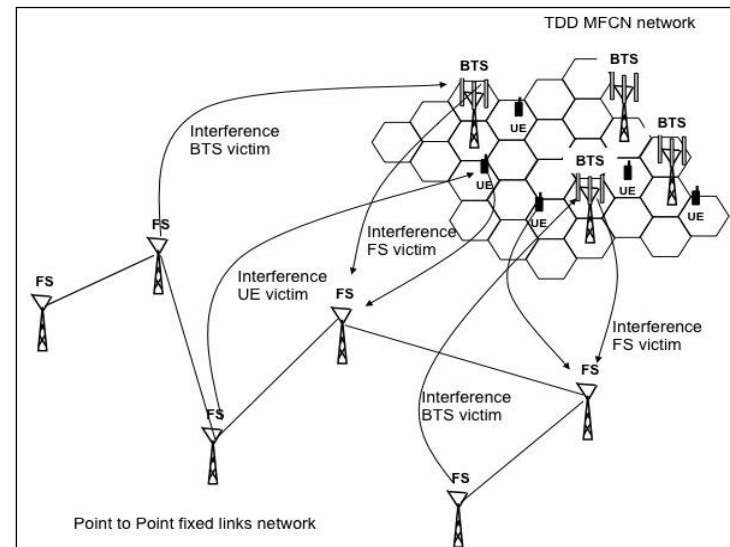 TDD MFCN network
BTS
BTS
BTS
BTS
UE
UE
UE
UE
UE
Interference
BTS victim
Interference
FS victim
Interference
UE victim
FS
FS
FS
Interference
FS victim
FS
Interference
BTS victim
FS
FS
Point to Point fixed links network